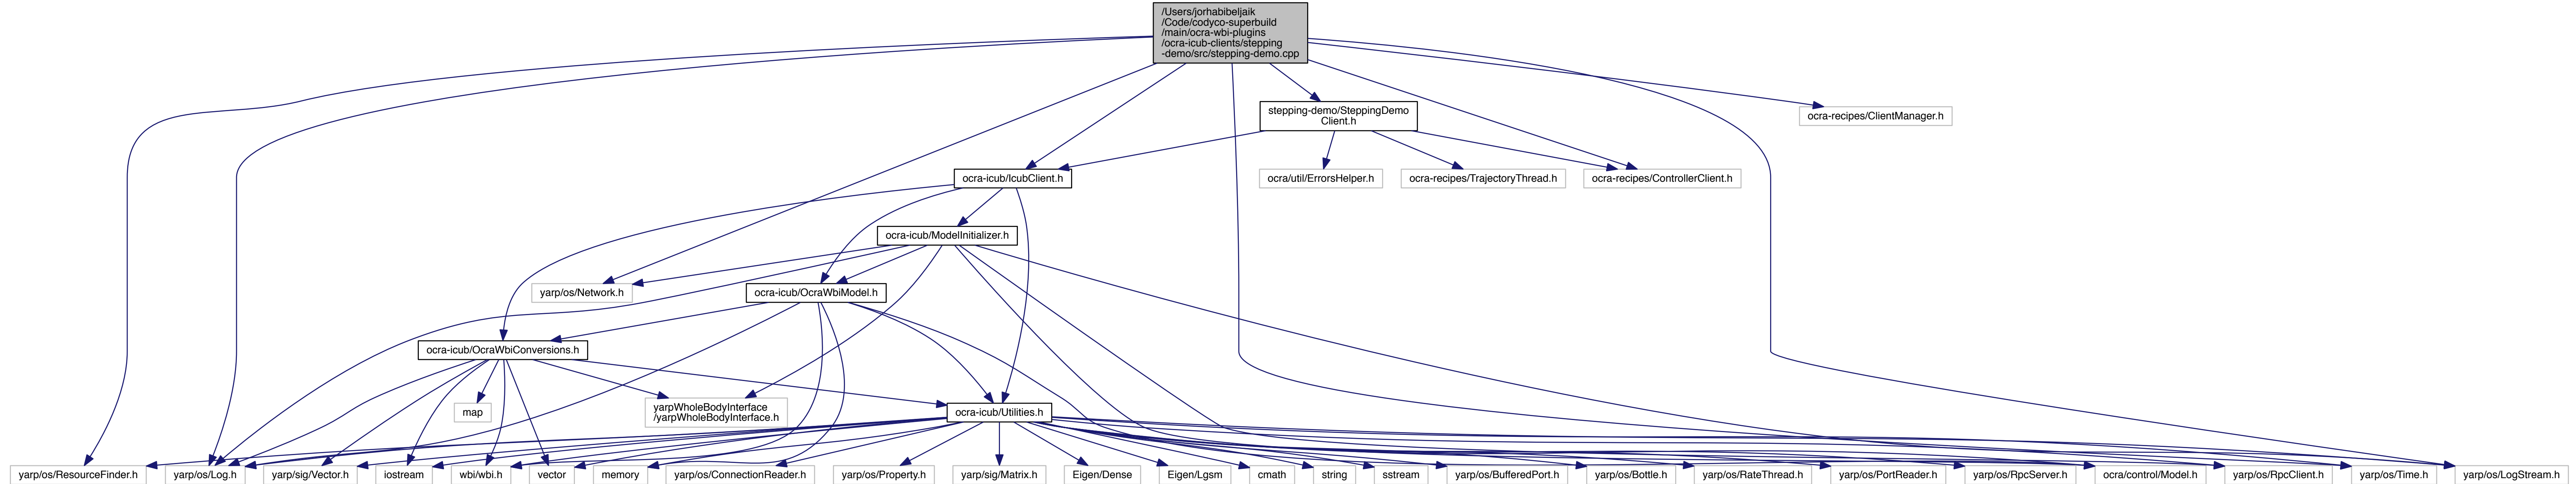 /Users/jorhabibeljaik
/Code/codyco-superbuild
/main/ocra-wbi-plugins
/ocra-icub-clients/stepping
-demo/src/stepping-demo.cpp
stepping-demo/SteppingDemo
Client.h
ocra-recipes/ClientManager.h
ocra-icub/IcubClient.h
ocra/util/ErrorsHelper.h
ocra-recipes/TrajectoryThread.h
ocra-recipes/ControllerClient.h
ocra-icub/ModelInitializer.h
yarp/os/Network.h
ocra-icub/OcraWbiModel.h
ocra-icub/OcraWbiConversions.h
map
yarpWholeBodyInterface
/yarpWholeBodyInterface.h
ocra-icub/Utilities.h
yarp/os/ResourceFinder.h
yarp/os/Log.h
yarp/sig/Vector.h
iostream
wbi/wbi.h
vector
memory
yarp/os/ConnectionReader.h
yarp/os/Property.h
yarp/sig/Matrix.h
Eigen/Dense
Eigen/Lgsm
cmath
string
sstream
yarp/os/BufferedPort.h
yarp/os/Bottle.h
yarp/os/RateThread.h
yarp/os/PortReader.h
yarp/os/RpcServer.h
ocra/control/Model.h
yarp/os/RpcClient.h
yarp/os/Time.h
yarp/os/LogStream.h